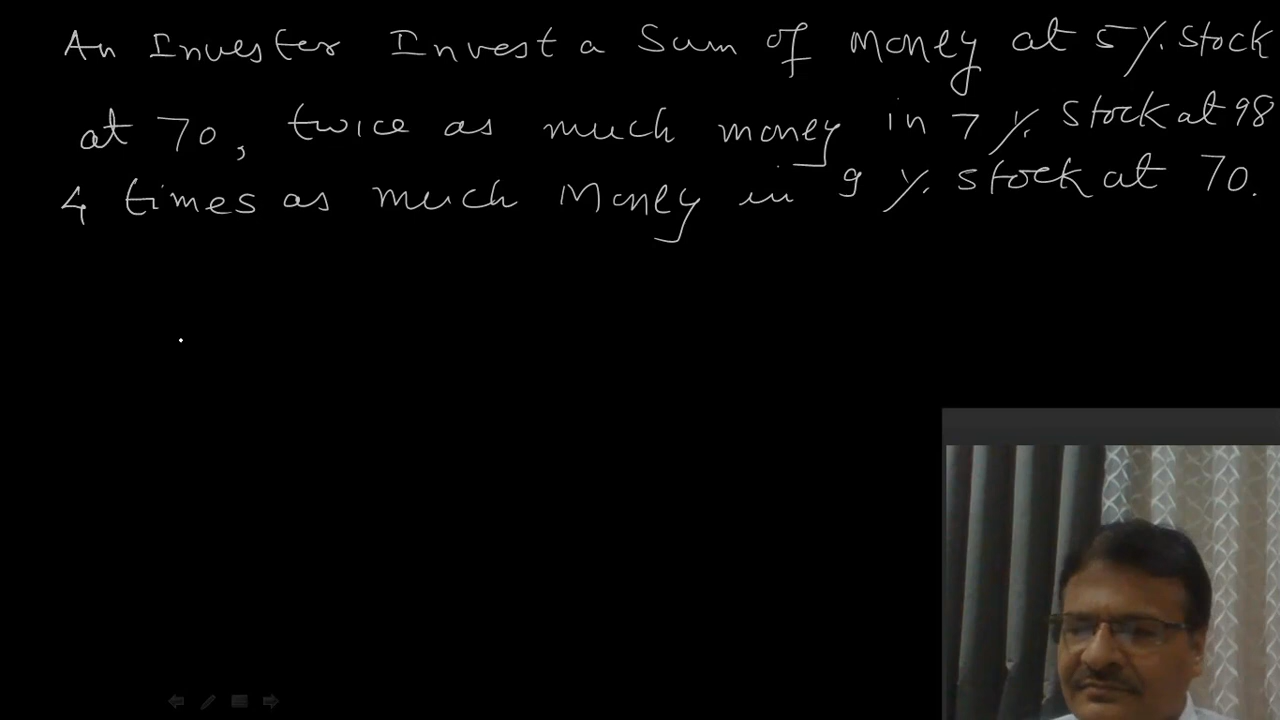 An Invester Invest a Sum of Money at 5 %. Stock
at 70, twice as much money in 7 %. Stock at 98
4 times as much Money in 9 %. stock at 70.